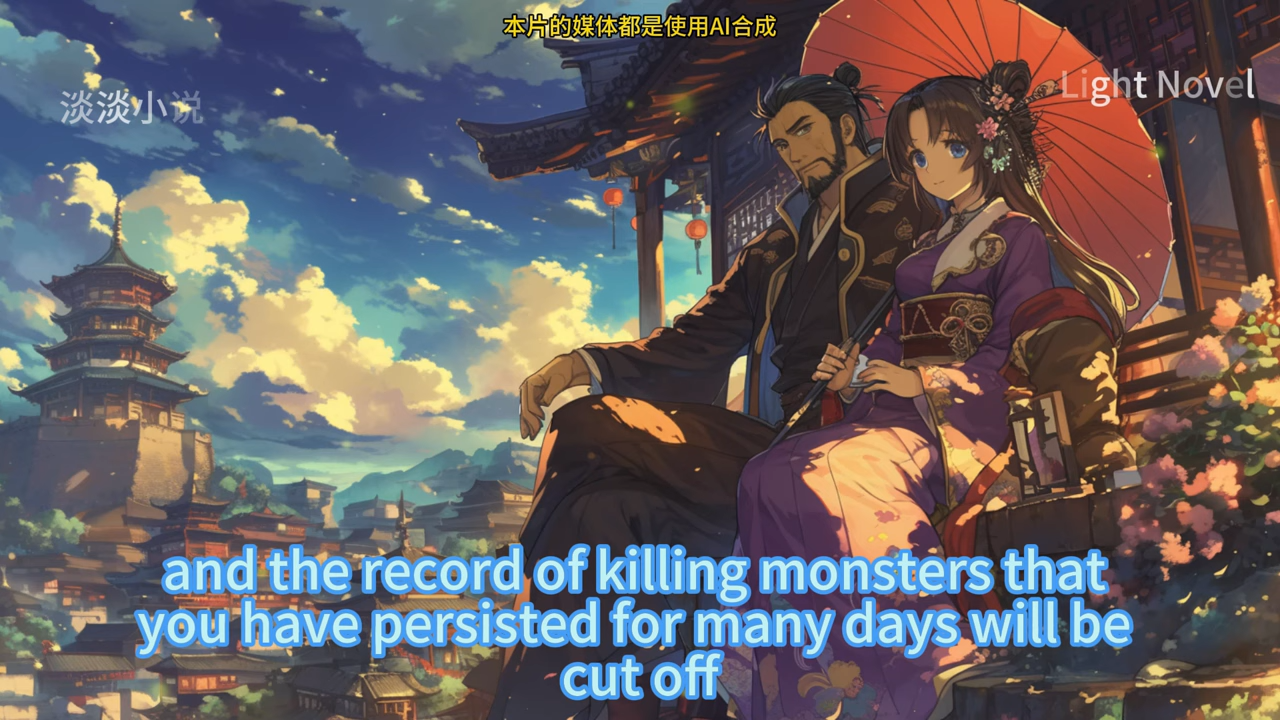 本片的媒体都是使用AI合成
淡淡小说
Light Novel
and the record of killing monsters that
you have persisted for many days will be
cut off